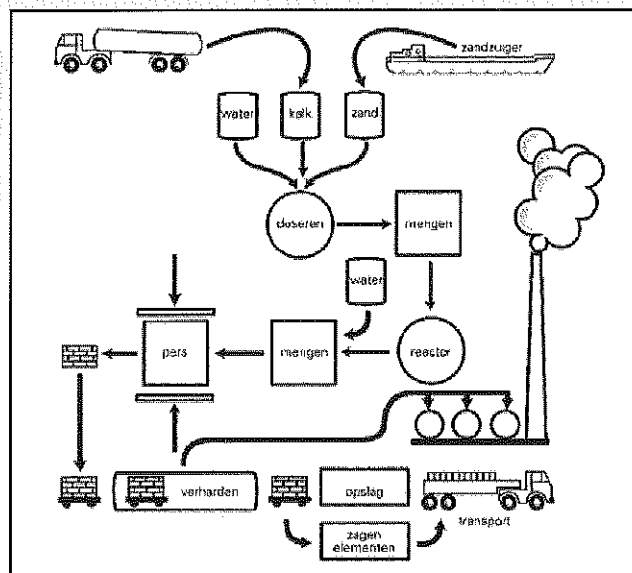 zandzuiger
water
kalk
zand
doseren
mengen
water
pers
mengen
reactor
verharden
opslag
transport
zagen
elementen